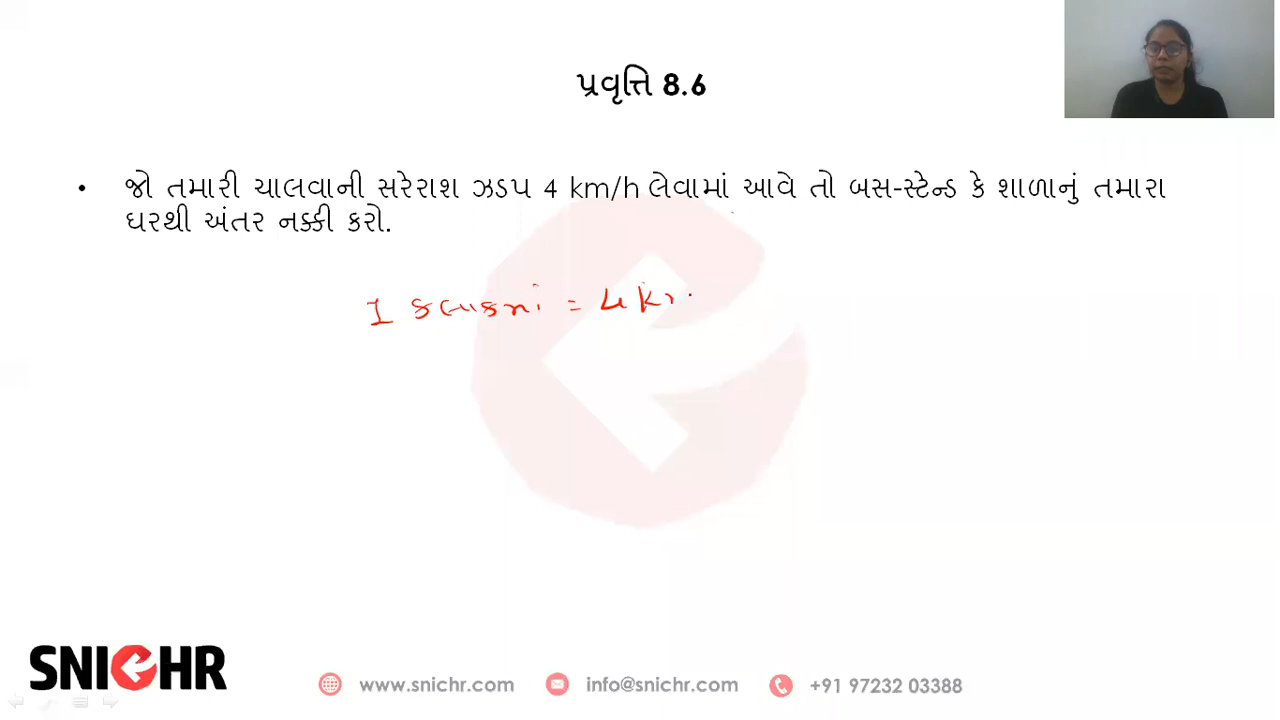 પ્રવૃત્તિ 8.6
• જો તમારી ચાલવાની સરેરાશ ઝડપ 4 km/h લેવામાં આવે તો બસ-સ્ટેન્ડ કે શાળાનું તમારા
ઘરથી અંતર નક્કી કરો.
1 કલાકમાં = 4 k
SNICHR
www.snichr.com info@snichr.com +91 97232 03388